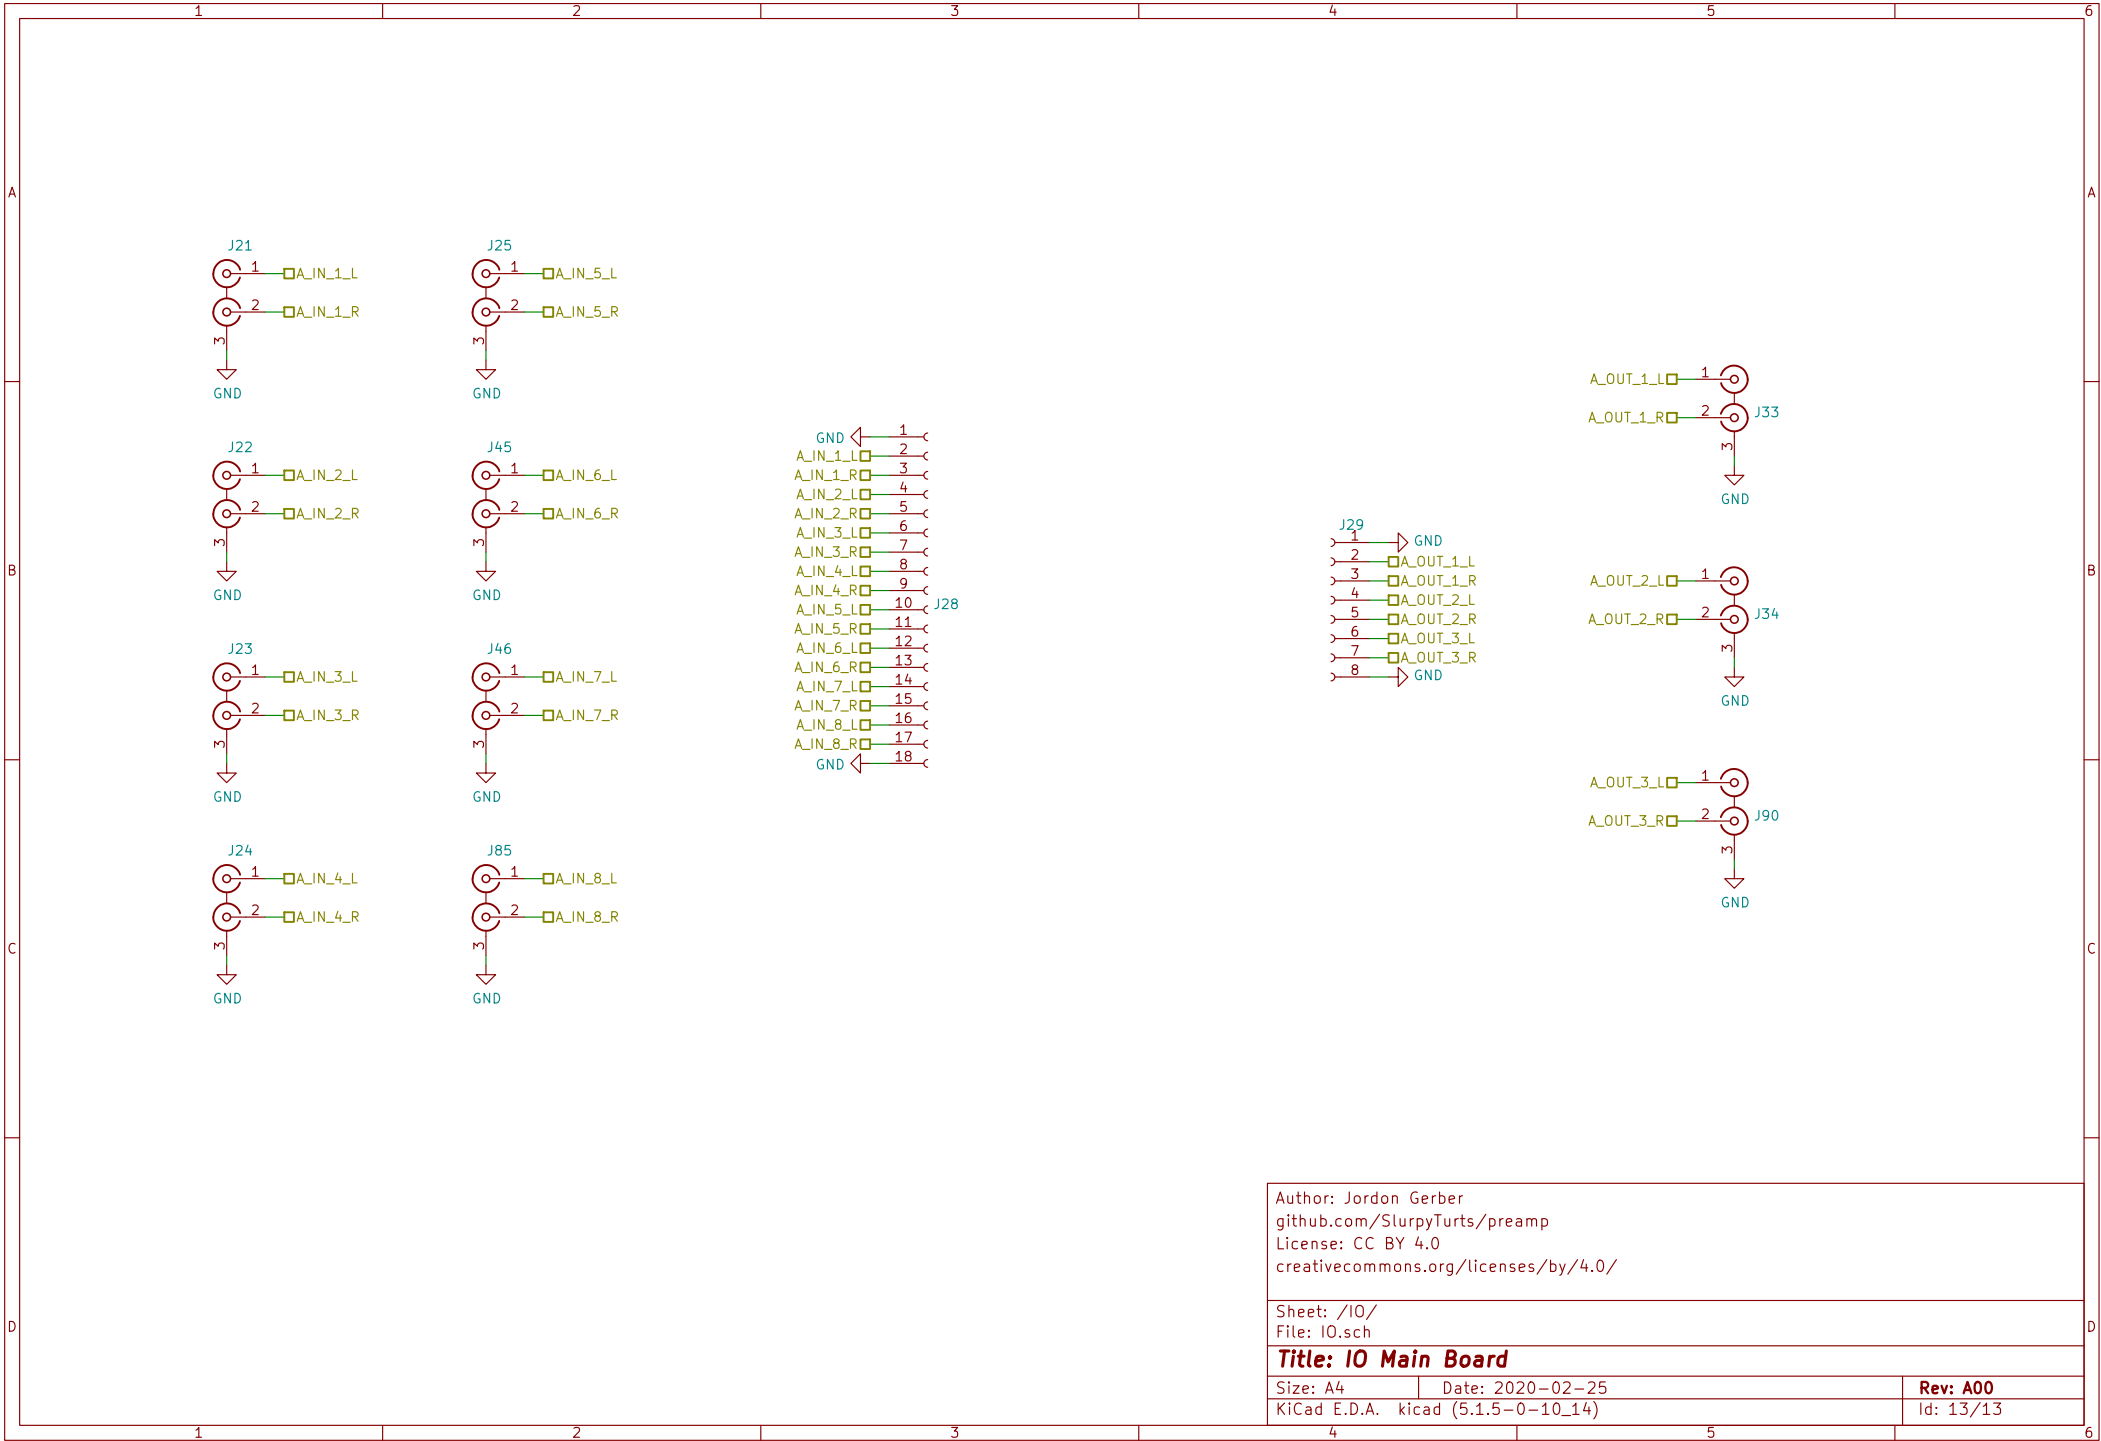 1 2 3 4 5 6
A A
J21
1 A_IN_1_L
2 A_IN_1_R
3
GND
J25
1 A_IN_5_L
2 A_IN_5_R
3
GND
J22
1 A_IN_2_L
2 A_IN_2_R
3
GND
J45
1 A_IN_6_L
2 A_IN_6_R
3
GND
J23
1 A_IN_3_L
2 A_IN_3_R
3
GND
J46
1 A_IN_7_L
2 A_IN_7_R
3
GND
J24
1 A_IN_4_L
2 A_IN_4_R
3
GND
J85
1 A_IN_8_L
2 A_IN_8_R
3
GND
GND 1
A_IN_1_L 2
A_IN_1_R 3
A_IN_2_L 4
A_IN_2_R 5
A_IN_3_L 6
A_IN_3_R 7
A_IN_4_L 8
A_IN_4_R 9
A_IN_5_L 10
J28
A_IN_5_R 11
A_IN_6_L 12
A_IN_6_R 13
A_IN_7_L 14
A_IN_7_R 15
A_IN_8_L 16
A_IN_8_R 17
GND 18
J29
1 GND
2 A_OUT_1_L
3 A_OUT_1_R
4 A_OUT_2_L
5 A_OUT_2_R
6 A_OUT_3_L
7 A_OUT_3_R
8 GND
A_OUT_1_L 1
A_OUT_1_R 2
J33
3
GND
A_OUT_2_L 1
A_OUT_2_R 2
J34
3
GND
A_OUT_3_L 1
A_OUT_3_R 2
J90
3
GND
B B
C C
D D
Author: Jordon Gerber
github.com/SlurpyTurts/preamp
License: CC BY 4.0
creativecommons.org/licenses/by/4.0/
Sheet: /IO/
File: IO.sch
Title: IO Main Board
Size: A4 Date: 2020-02-25 Rev: A00
KiCad E.D.A. kicad (5.1.5-0-10_14) Id: 13/13
1 2 3 4 5 6